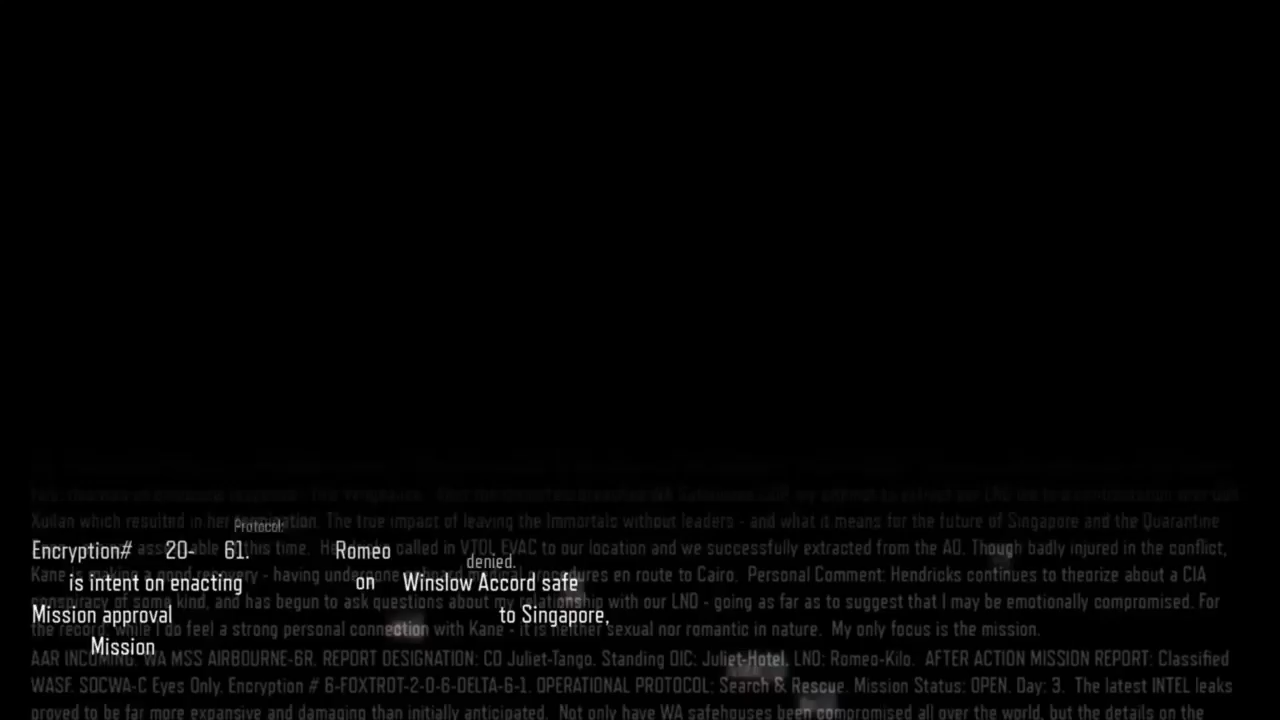 Xiulan which resulted in her termination. The true impact of leaving the Immortals without leaders - and what it means for the future of Singapore and the Quarantine
Protocol:
Encryption# 20- 61. Romeo
at this time. Hendricks called in VTOL EVAC to our location and we successfully extracted from the AO. Though badly injured in the conflict,
denied.
Kane is making a good recovery - having undergone procedures en route to Cairo. Personal Comment: Hendricks continues to theorize about a CIA
is intent on enacting on Winslow Accord safe
conspiracy of some kind, and has begun to ask questions about my relationship with our LNO - going as far as to suggest that I may be emotionally compromised. For
Mission approval to Singapore,
the record, while I do feel a strong personal connection with Kane - it is neither sexual nor romantic in nature. My only focus is the mission.
Mission
AAR INCOMING. WA MSS AIRBOURNE-6R. REPORT DESIGNATION: CO Juliet-Tango. Standing OIC: Juliet-Hotel. LNO: Romeo-Kilo. AFTER ACTION MISSION REPORT: Classified
WASF. SOCWA-C Eyes Only. Encryption # 6-FOXTROT-2-0-6-DELTA-6-1. OPERATIONAL PROTOCOL: Search & Rescue. Mission Status: OPEN. Day: 3. The latest INTEL leaks
proved to be far more expansive and damaging than initially anticipated. Not only have WA safehouses been compromised all over the world, but the details on the